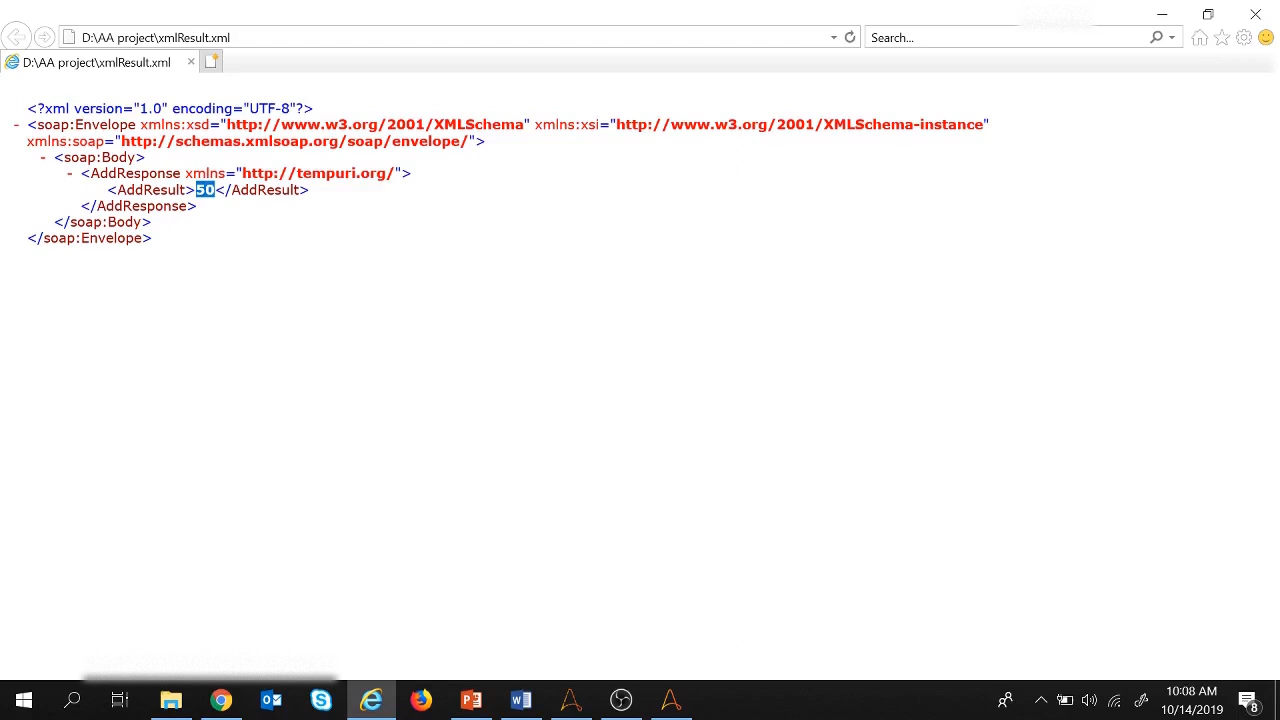 D:\AA project\xmlResult.xml
Search...
D:\AA project\xmlResult.xml
<?xml version="1.0" encoding="UTF-8"?>
- <soap:Envelope xmlns:xsd="http://www.w3.org/2001/XMLSchema" xmlns:xsi="http://www.w3.org/2001/XMLSchema-instance"
xmlns:soap="http://schemas.xmlsoap.org/soap/envelope/">
- <soap:Body>
- <AddResponse xmlns="http://tempuri.org/">
<AddResult>50</AddResult>
</AddResponse>
</soap:Body>
</soap:Envelope>
10:08 AM
10/14/2019
8